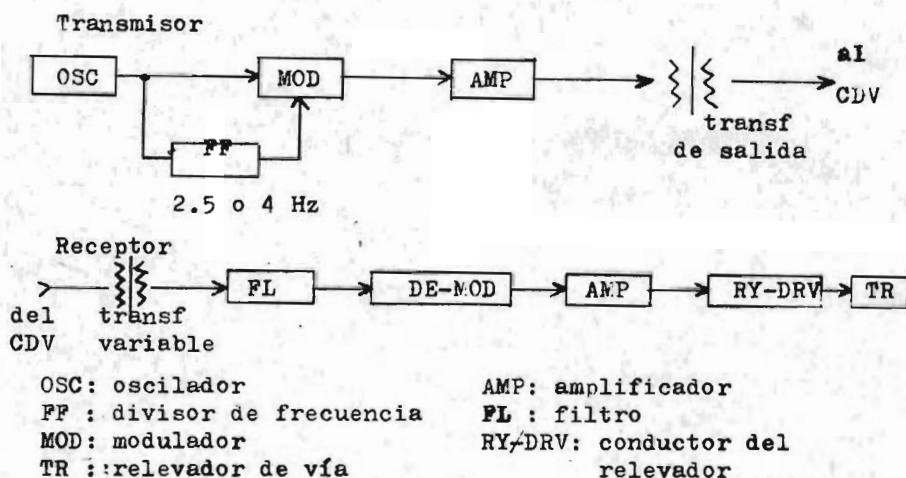 Transmisor
OSC MOD AMP al
CDV
transf
de salida
FF
2.5 o 4 Hz
Receptor
FL DE-MOD AMP RY-DRV TR
del transf
CDV variable
OSC: oscilador
FF : divisor de frecuencia
MOD: modulador
TR ::relevador de vía
AMP: amplificador
FL : filtro
RY-DRV: conductor del
relevador